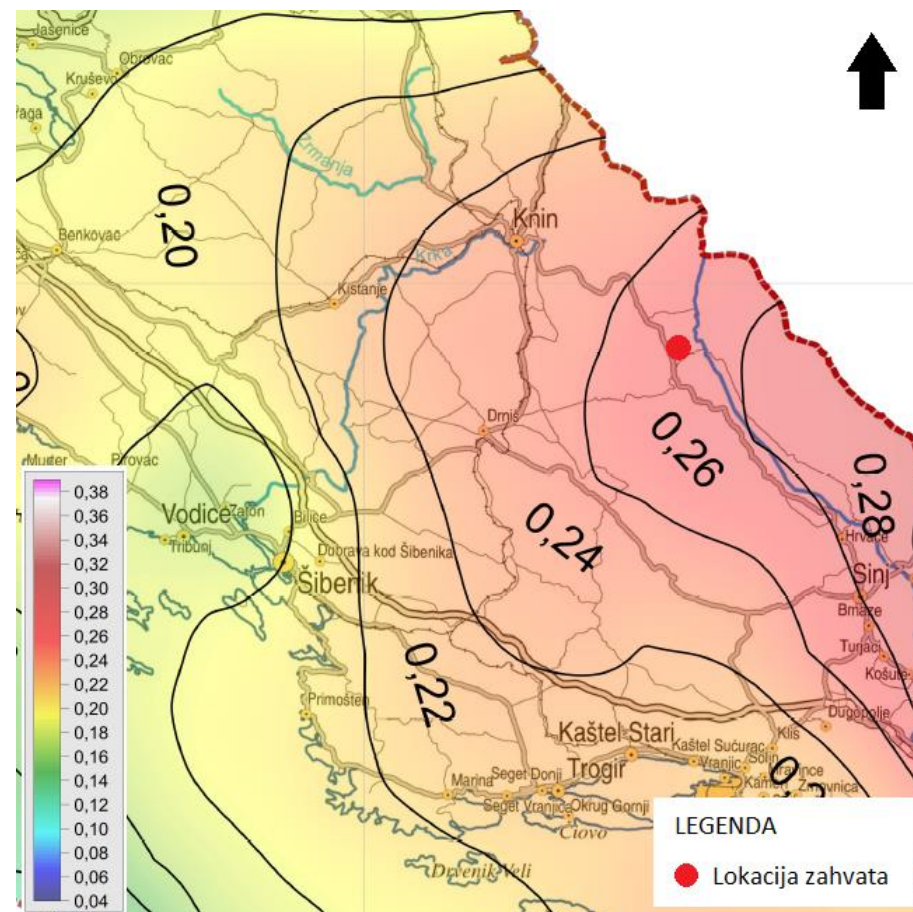 Jasenice
Obrovac
Kruševo
Zrmanja
0,20
Knin
Benkovac
Krka
Kistanje
Drniš
0,26
0,28
Murter
Pirovac
0,24
Vodice
Zaton
Bilice
Hrvace
Tribunj
Dobrava kod Šibenika
Šibenik
Sinj
Brnaze
Turjaci
Košute
0,22
Primošten
Dugopolje
Kaštel Stari
Klis
Kaštel Sućurac
Solin
Vranjic
Trogir
Seget Donji
Marina
Kamen
Žrnovnica
Seget Vranjica
Okrug Gornji
Čiovo
Drvenik Veli
0,38
0,36
0,34
0,32
0,30
0,28
0,26
0,24
0,22
0,20
0,18
0,16
0,14
0,12
0,10
0,08
0,06
0,04
LEGENDA
Lokacija zahvata